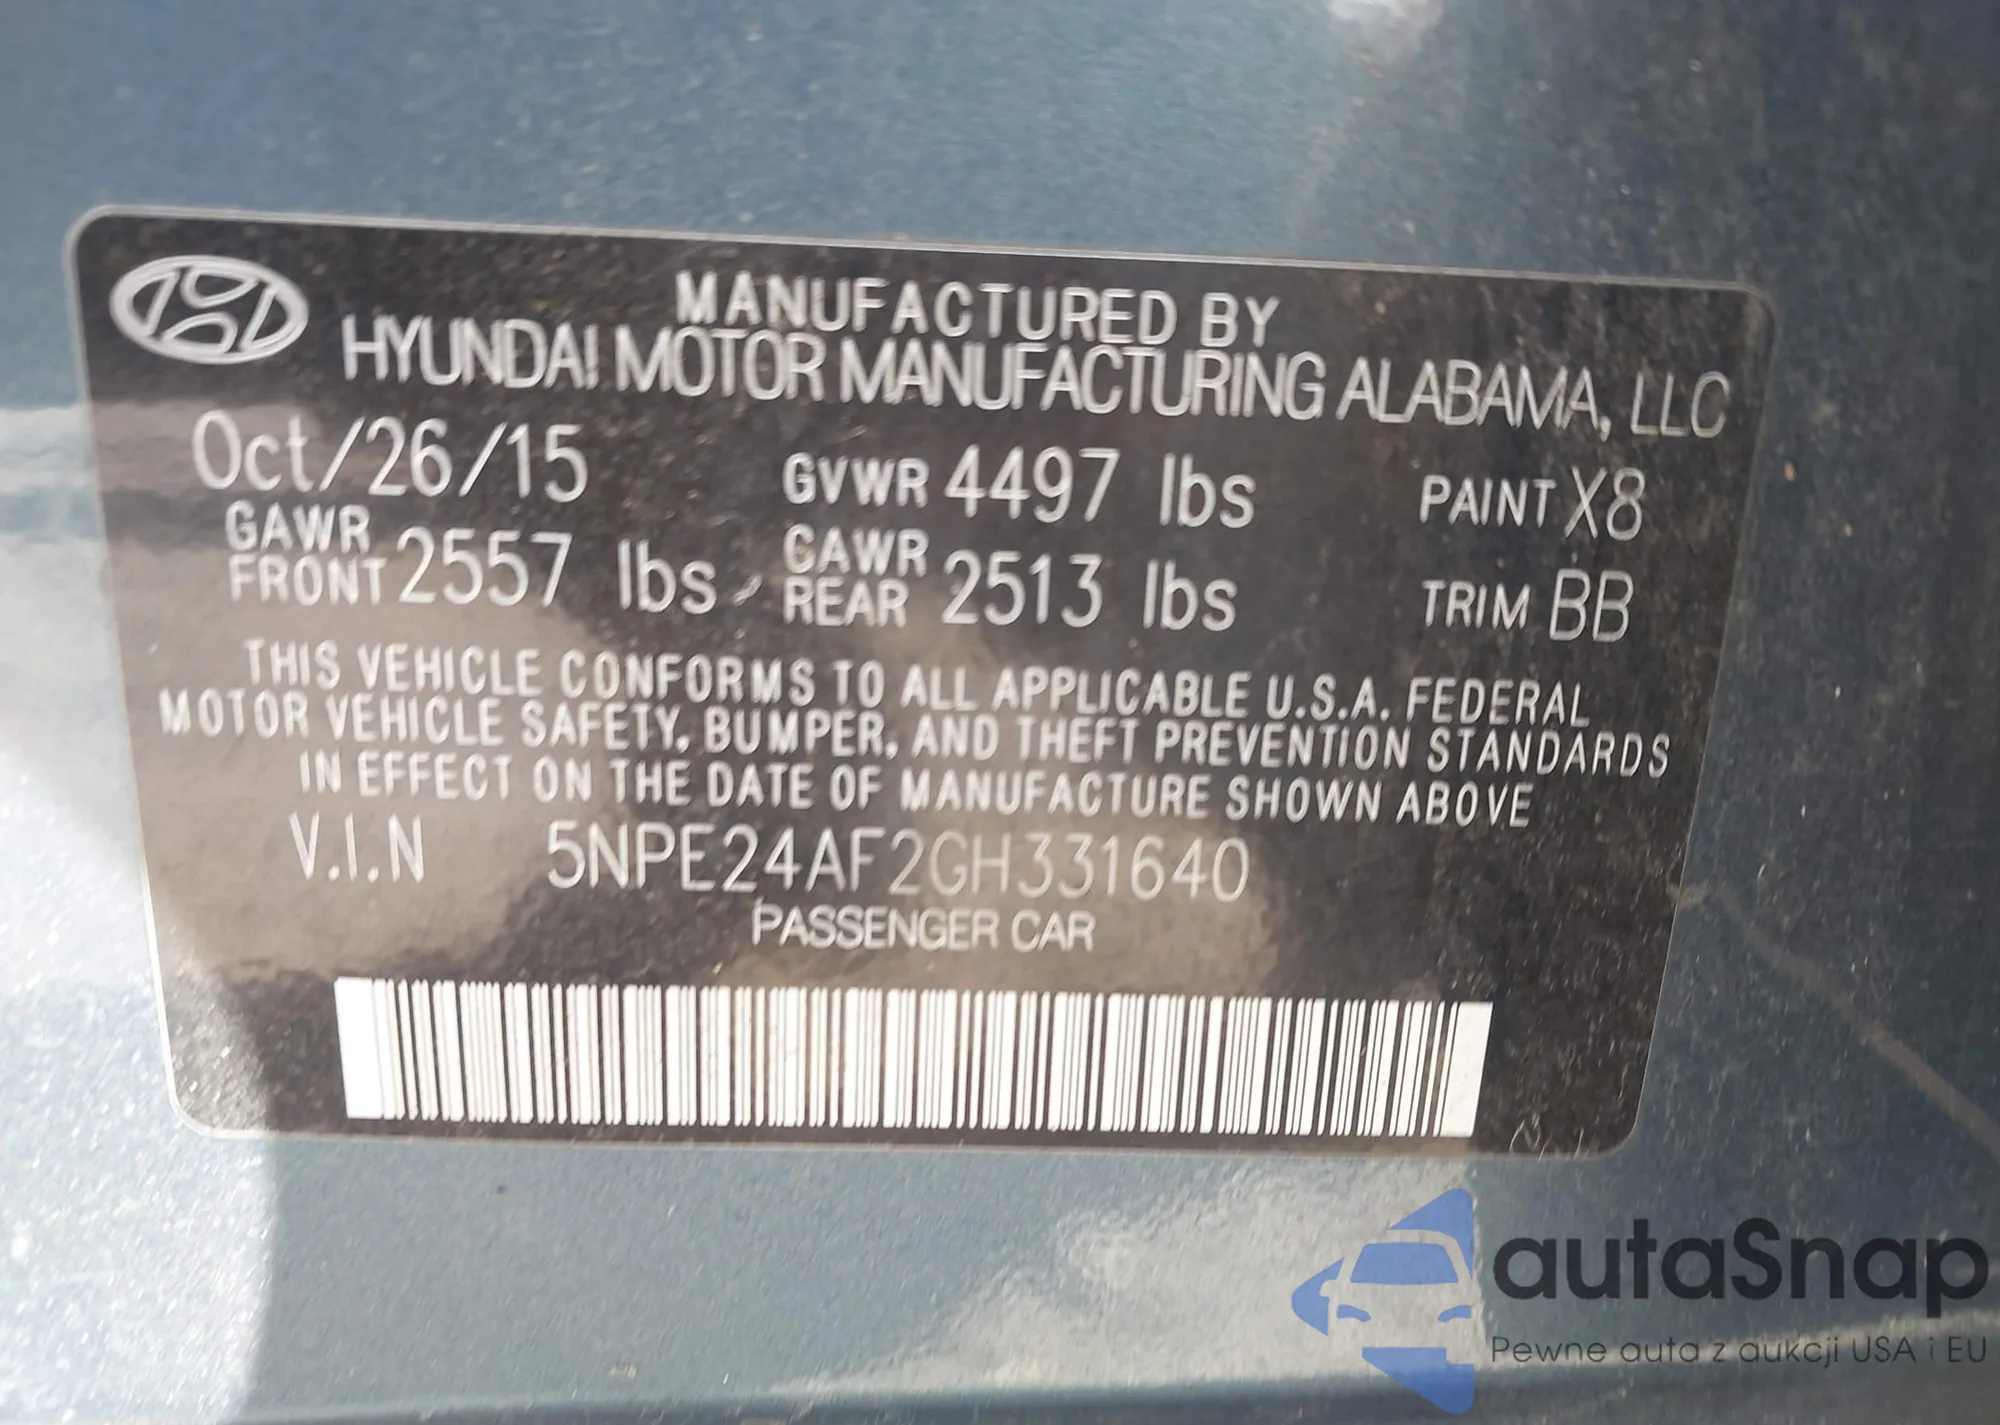 MANUFACTURED BY
HYUNDAI MOTOR MANUFACTURING ALABAMA, LLC
Oct/26/15 GVWR 4497 lbs PAINT X8
GAWR FRONT 2557 lbs GAWR REAR 2513 lbs TRIM BB
THIS VEHICLE CONFORMS TO ALL APPLICABLE U.S.A. FEDERAL
MOTOR VEHICLE SAFETY, BUMPER, AND THEFT PREVENTION STANDARDS
IN EFFECT ON THE DATE OF MANUFACTURE SHOWN ABOVE
V.I.N 5NPE24AF2GH331640
PASSENGER CAR
autaSnap
Pewne auta z aukcji USA i EU